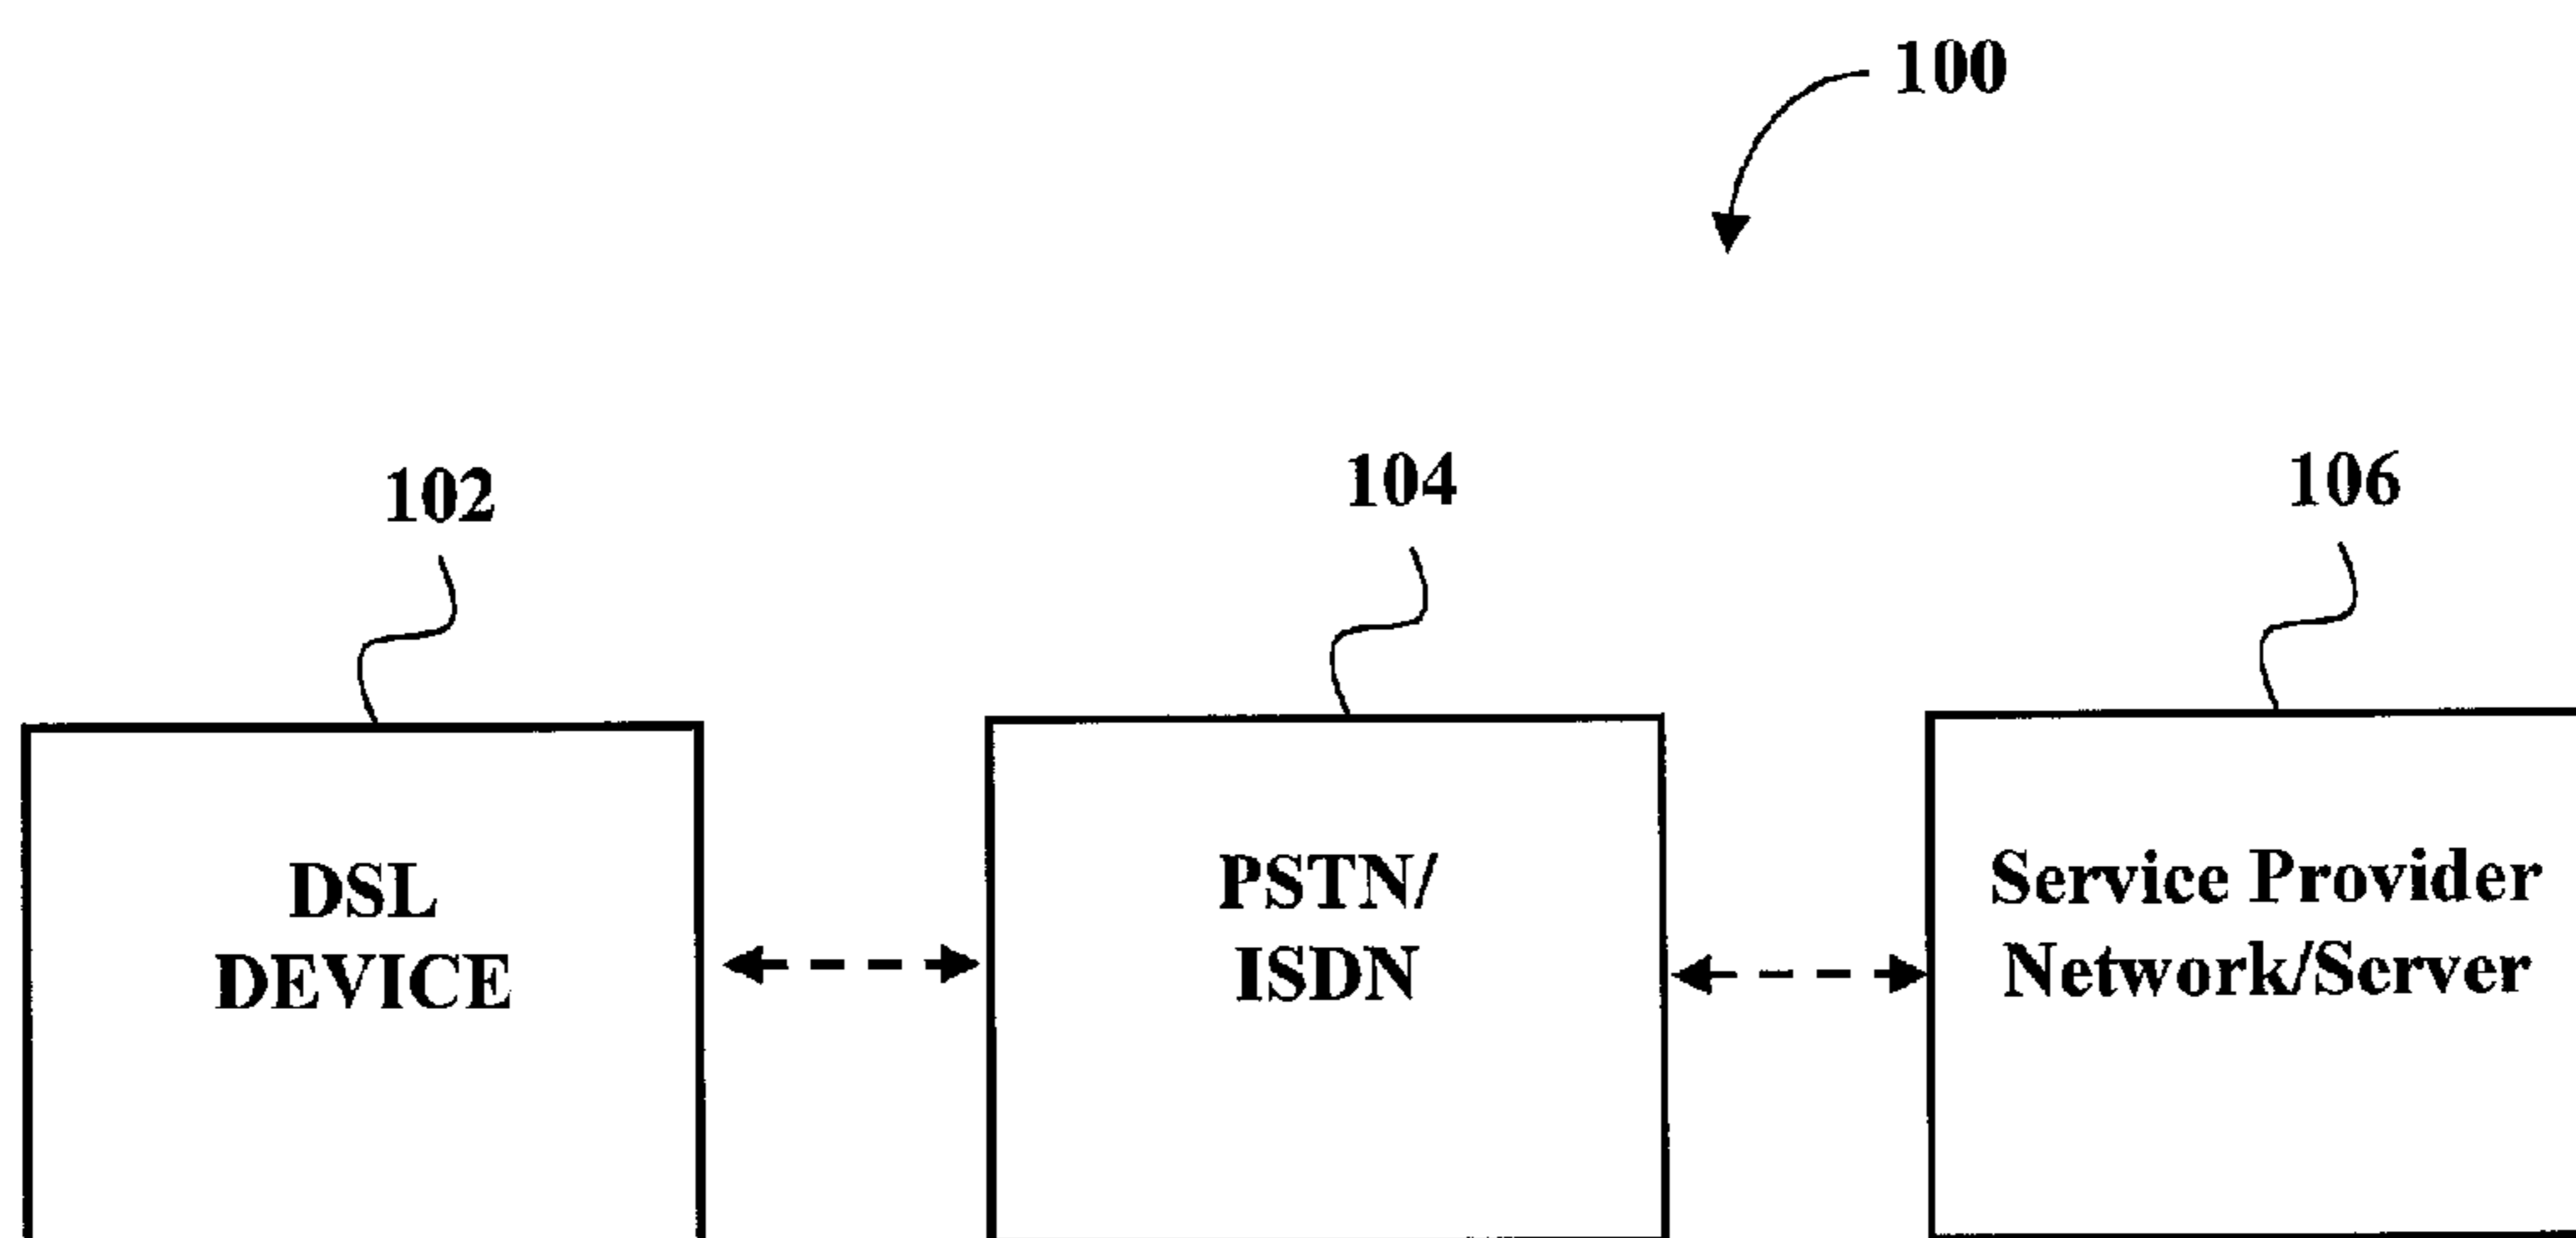 100
102
104
106
DSL
DEVICE
PSTN/
ISDN
Service Provider
Network/Server